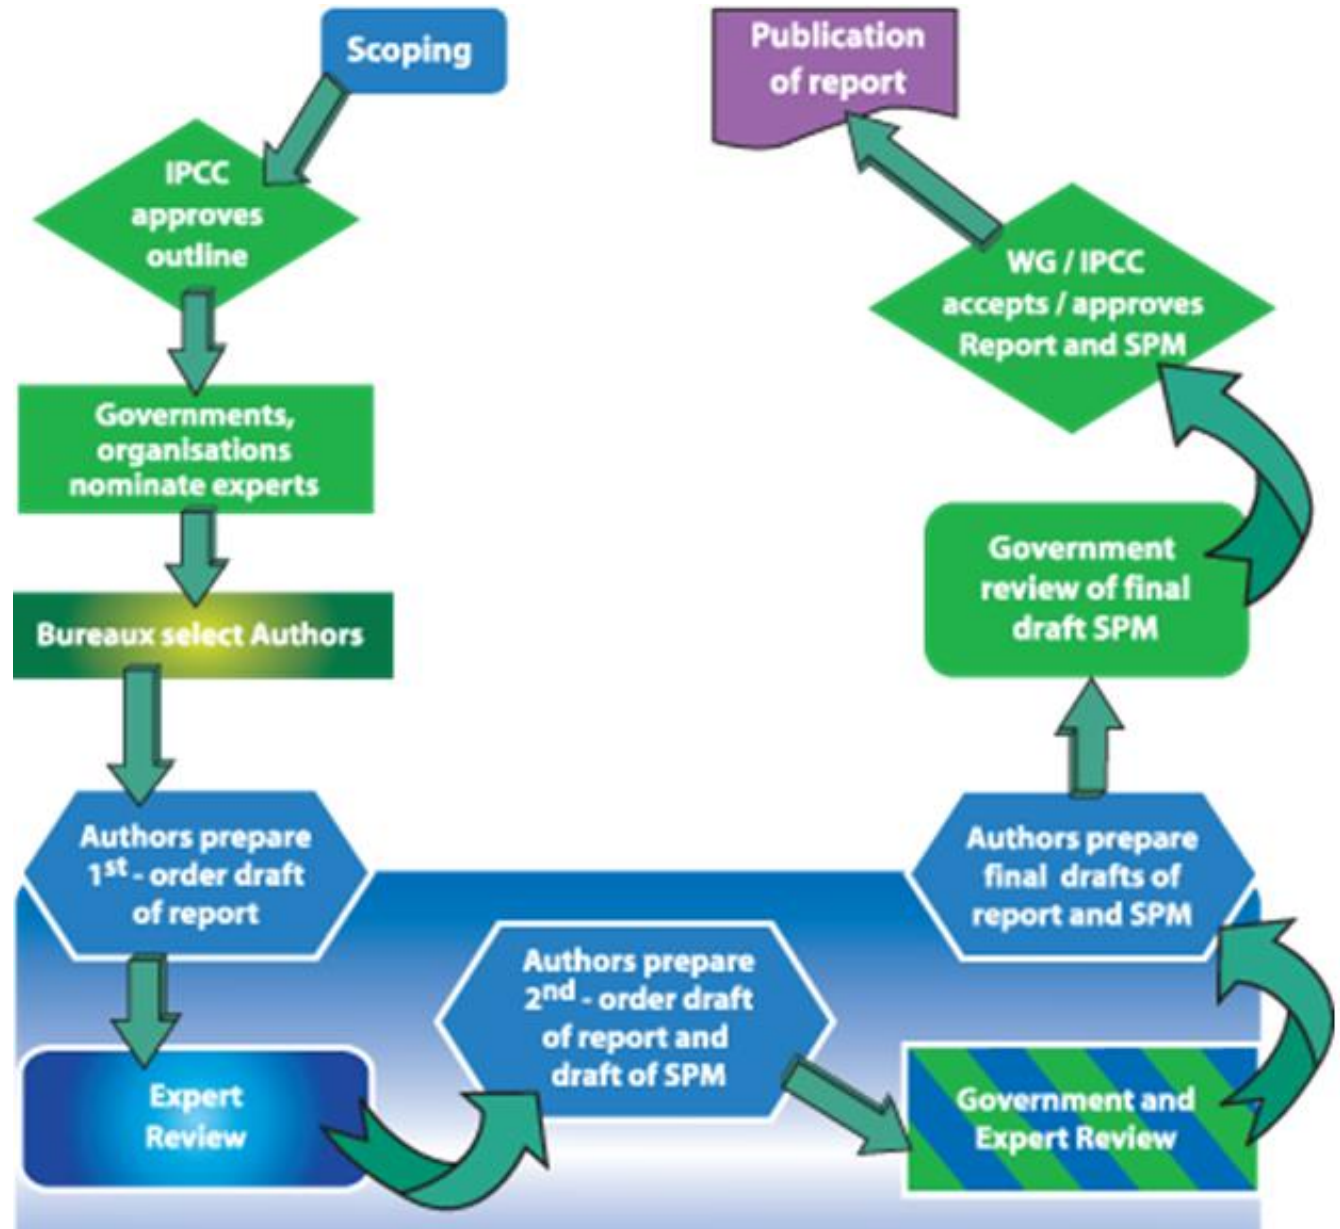 Scoping
IPCC
approves
outline
Governments,
organisations
nominate experts
Bureaux select Authors
Authors prepare
1st - order draft
of report
Expert
Review
Authors prepare
2nd - order draft
of report and
draft of SPM
Government and
Expert Review
Authors prepare
final drafts of
report and SPM
Government
review of final
draft SPM
WG / IPCC
accepts / approves
Report and SPM
Publication
of report